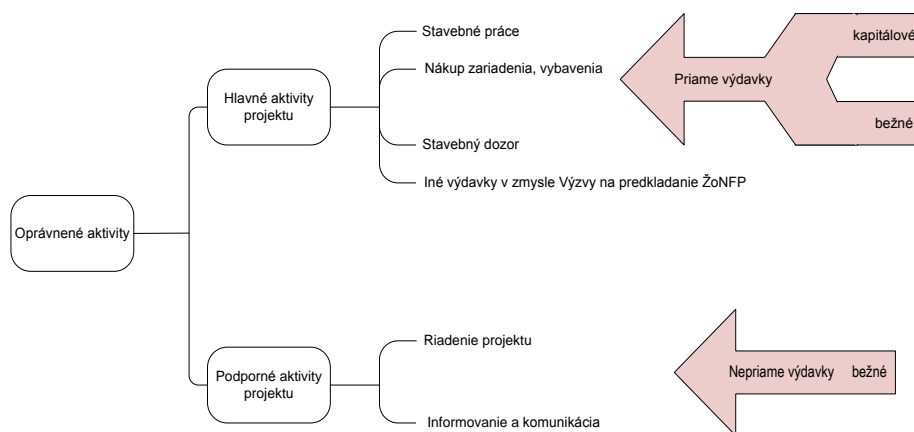 Oprávnené aktivity
Hlavné aktivity
projektu
Stavebné práce
Nákup zariadenia, vybavenia
Stavebný dozor
Iné výdavky v zmysle Výzvy na predkladanie ŽoNFP
Priame výdavky
kapitálové
bežné
Podporné aktivity
projektu
Riadenie projektu
Informovanie a komunikácia
Nepriame výdavky bežné